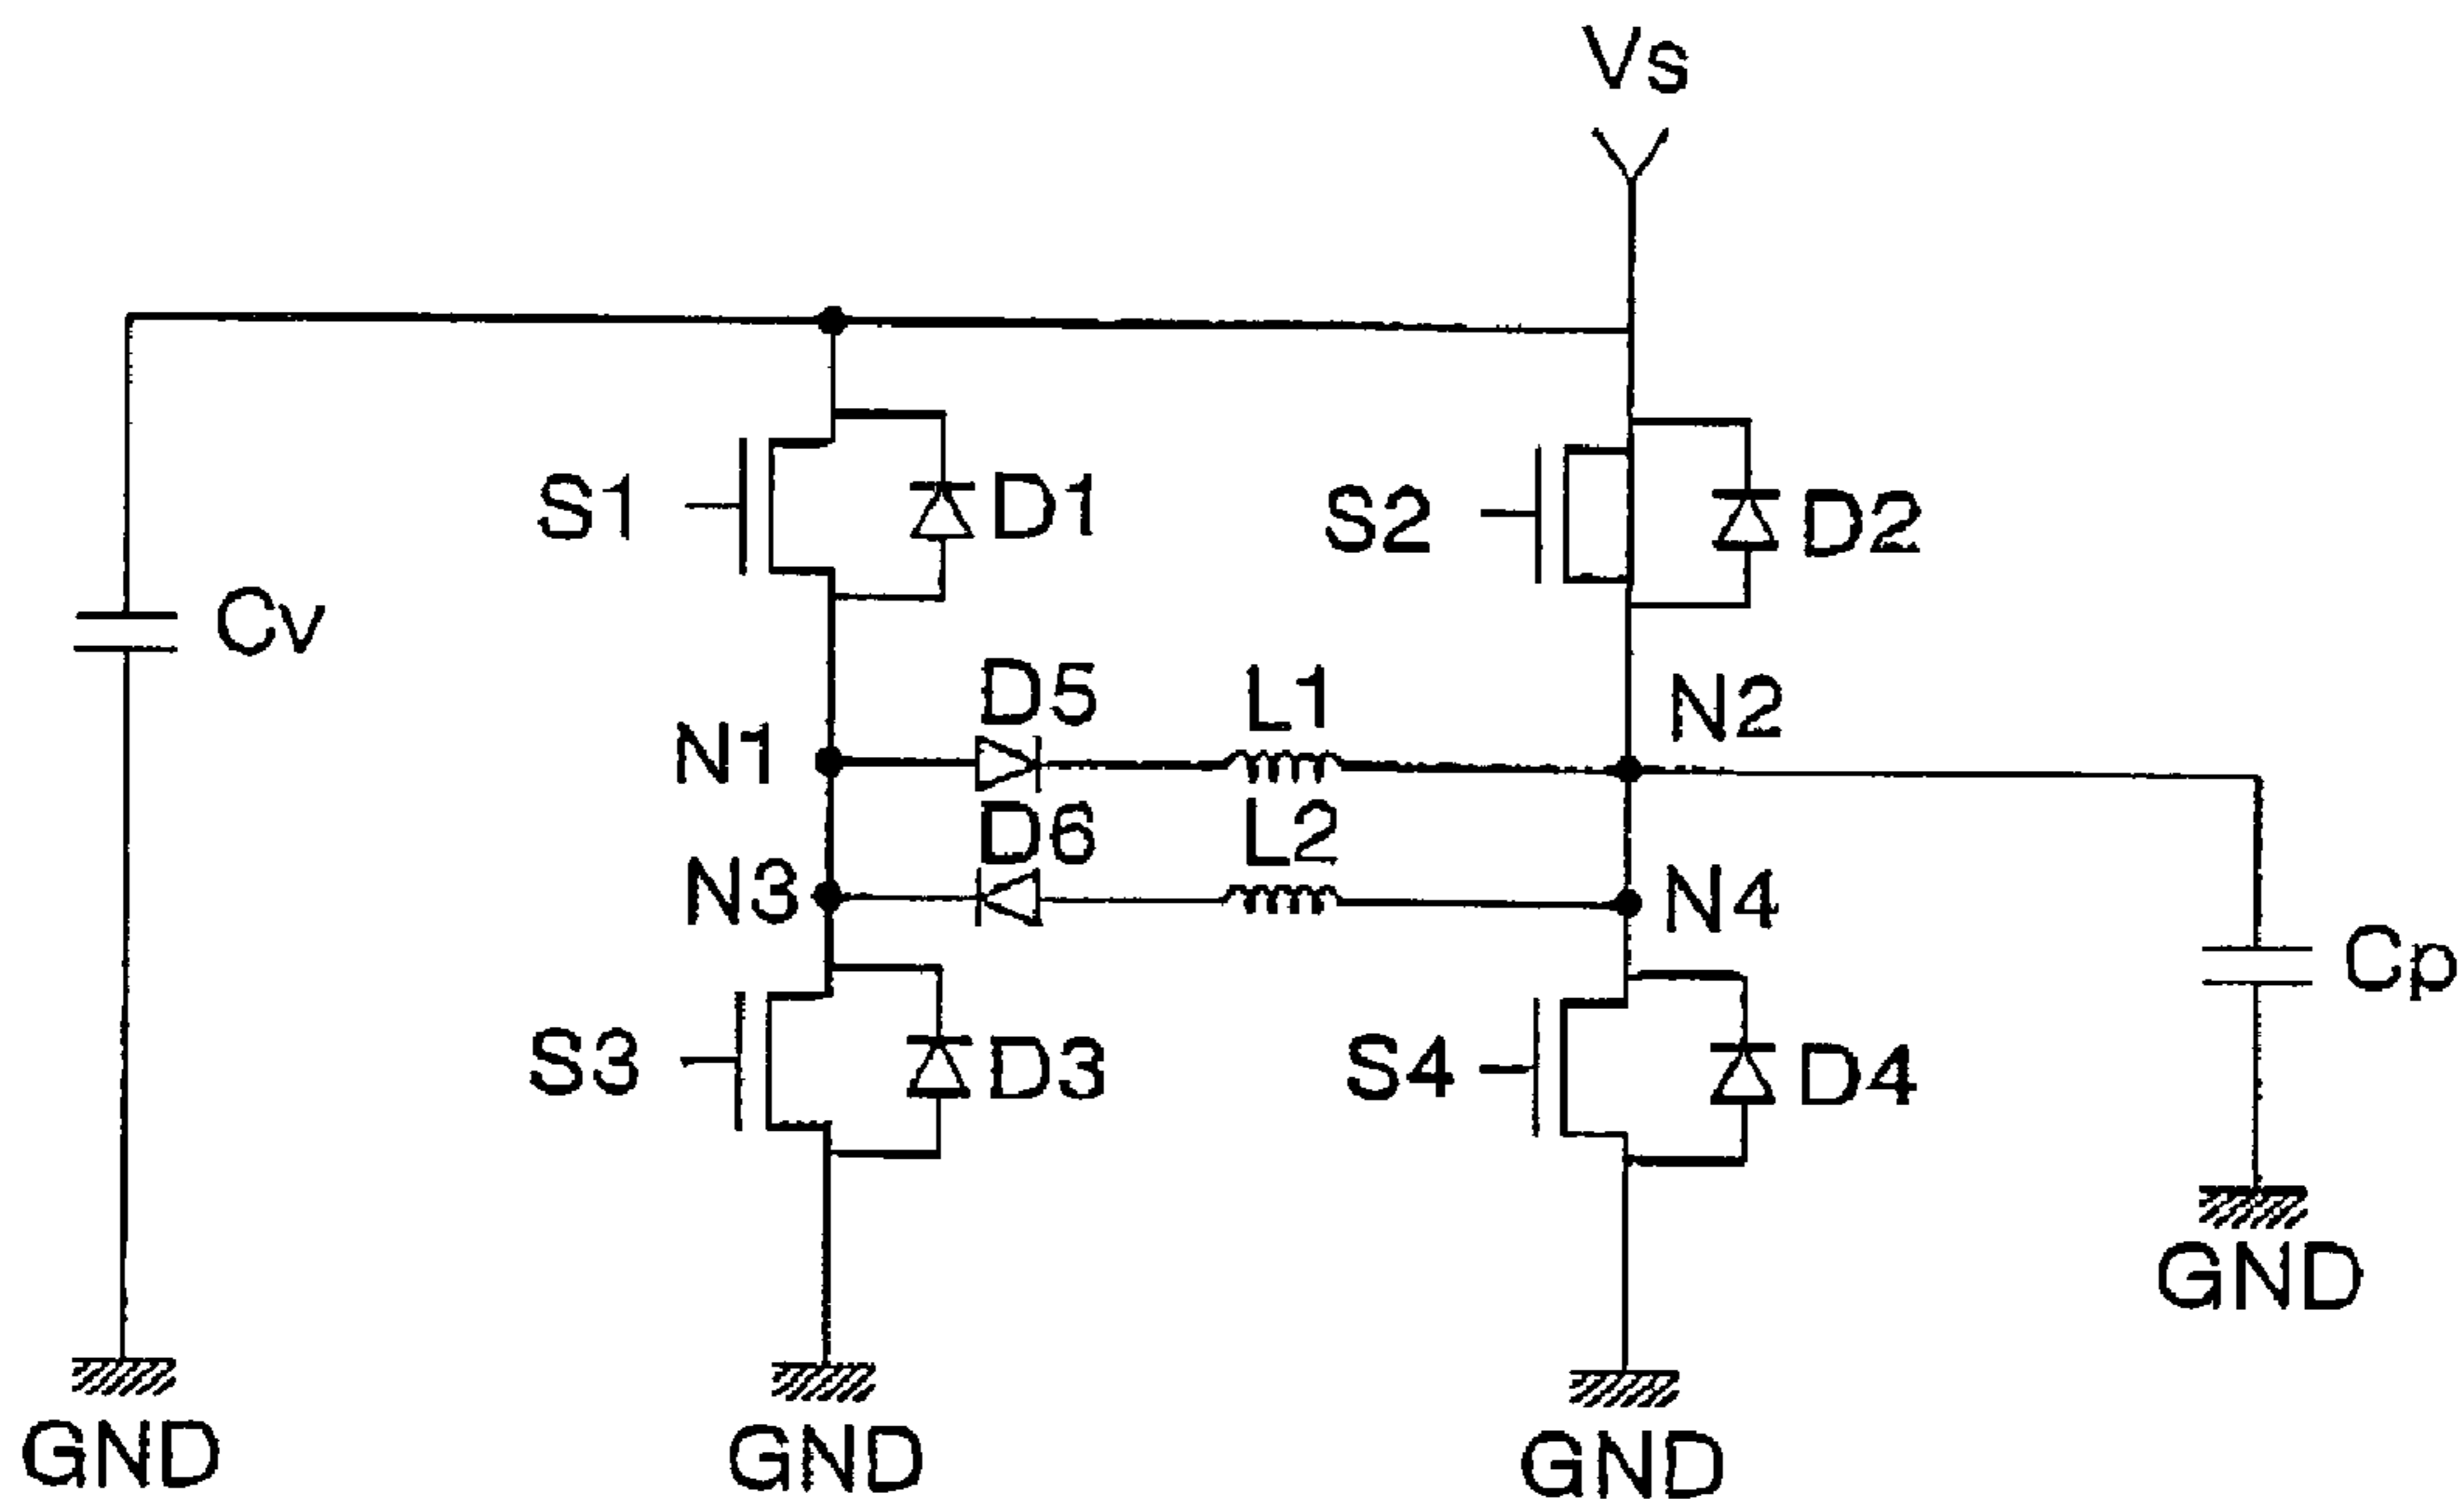 Vs
S1
D1
S2
D2
Cv
D5
L1
N2
N1
D6
L2
N3
N4
Cp
S3
D3
S4
D4
GND
GND
GND
GND